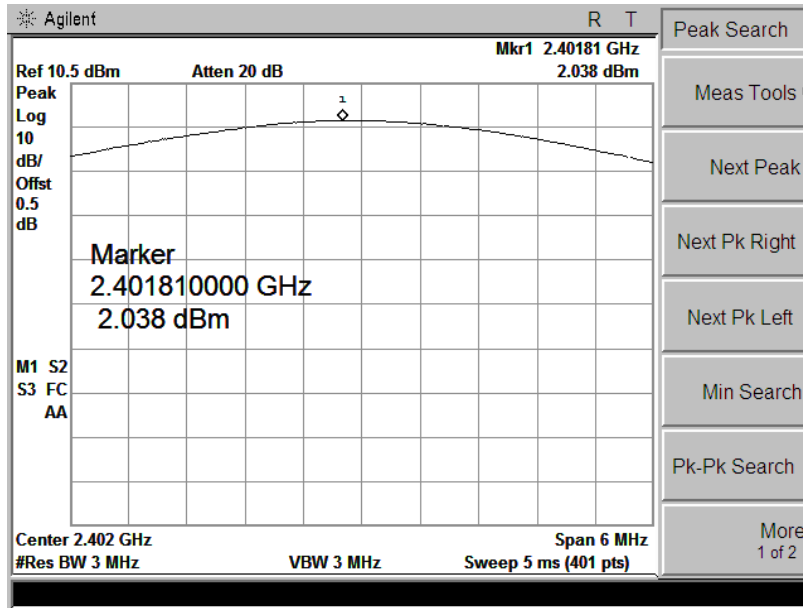 Agilent R T
Mkr1 2.40181 GHz
Ref 10.5 dBm Atten 20 dB 2.038 dBm
Peak
Log
10
dB/
Offst
0.5
dB
1
Marker
2.401810000 GHz
2.038 dBm
M1 S2
S3 FC
AA
Center 2.402 GHz Span 6 MHz
#Res BW 3 MHz VBW 3 MHz Sweep 5 ms (401 pts)
Peak Search
Meas Tools
Next Peak
Next Pk Right
Next Pk Left
Min Search
Pk-Pk Search
More
1 of 2